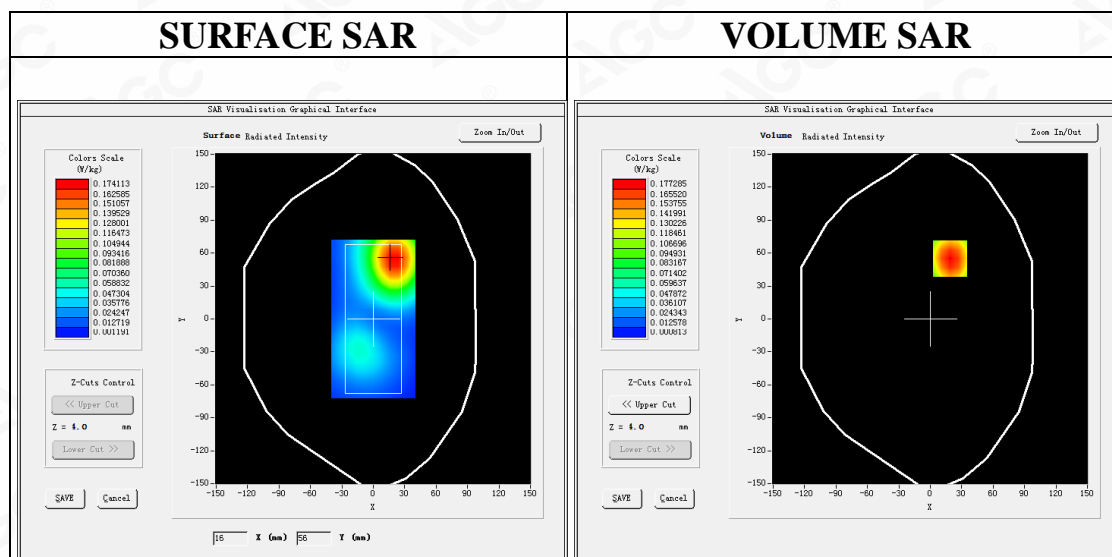 SURFACE SAR
VOLUME SAR
SAR Visualisation Graphical Interface
Surface Radiated Intensity
Zoom In/Out
Colors Scale
(W/kg)
0.174113
0.162585
0.151057
0.139529
0.128001
0.116473
0.104944
0.093416
0.081888
0.070360
0.058832
0.047304
0.035776
0.024247
0.012719
0.001191
Z-Cuts Control
<< Upper Cut
Z = 4.0 mm
Lower Cut >>
SAVE Cancel
Y
150
120
90
60
30
0
-30
-60
-90
-120
-150
-150 -120 -90 -60 -30 0 30 60 90 120 150
X
16 X (mm) 56 Y (mm)
SAR Visualisation Graphical Interface
Volume Radiated Intensity
Zoom In/Out
Colors Scale
(W/kg)
0.177285
0.165520
0.153755
0.141991
0.130226
0.118461
0.106696
0.094931
0.083167
0.071402
0.059637
0.047872
0.036107
0.024343
0.012578
0.000813
Z-Cuts Control
<< Upper Cut
Z = 4.0 mm
Lower Cut >>
SAVE Cancel
Y
150
120
90
60
30
0
-30
-60
-90
-120
-150
-150 -120 -90 -60 -30 0 30 60 90 120 150
X